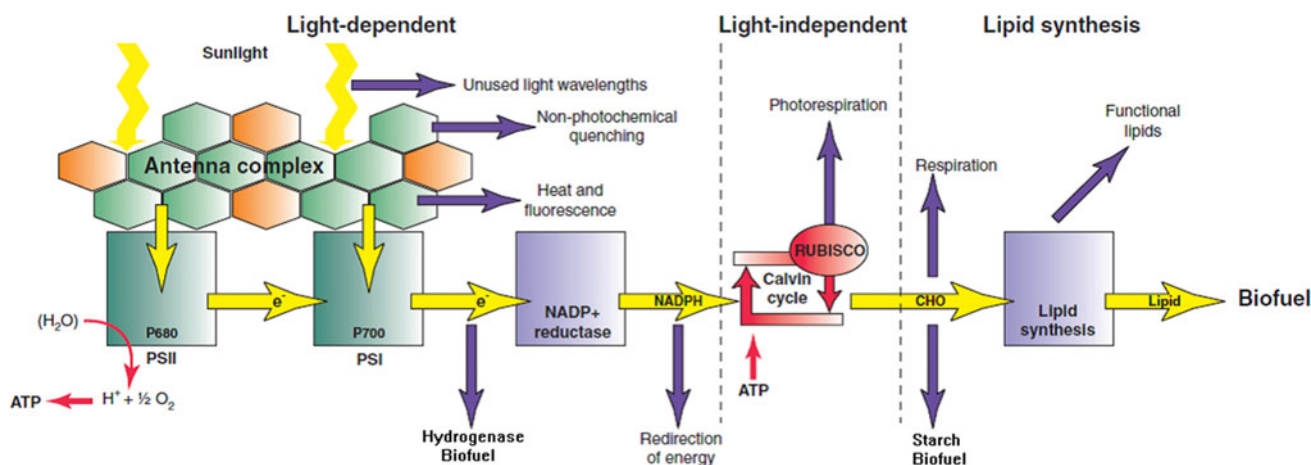 Light-dependent
Light-independent
Lipid synthesis
Sunlight
Unused light wavelengths
Non-photochemical
quenching
Antenna complex
Heat and
fluorescence
Photorespiration
Functional
lipids
Respiration
RUBISCO
Calvin
cycle
e-
e-
NADP+
reductase
NADPH
CHO
Lipid
synthesis
Lipid
Biofuel
(H₂O)
P680
PSII
P700
PSI
ATP
H⁺ + ½ O₂
ATP
Hydrogenase
Biofuel
Redirection
of energy
Starch
Biofuel